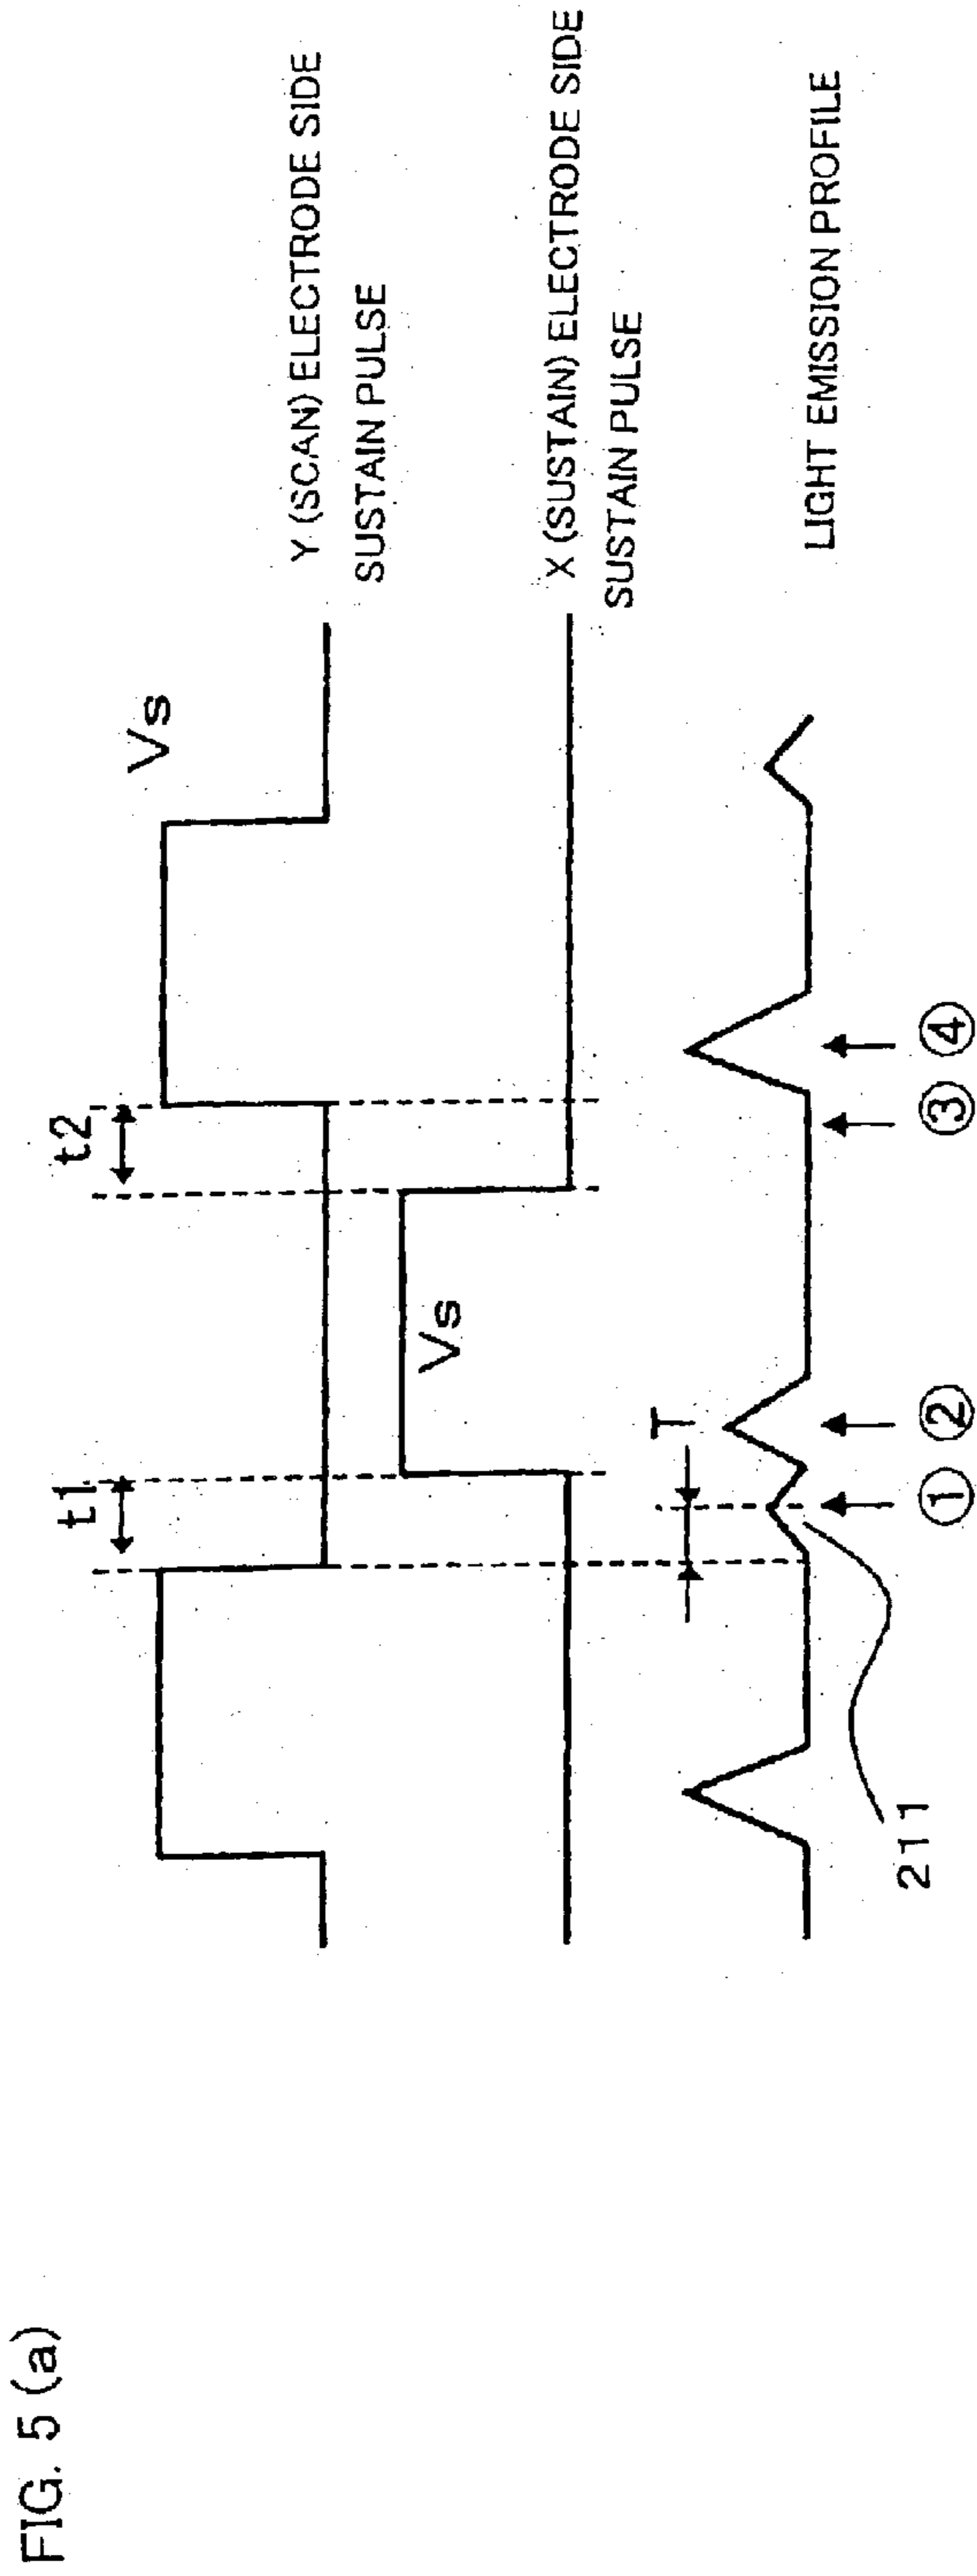 FIG. 5 (a)
t1
t2
Vs
Y (SCAN) ELECTRODE SIDE
SUSTAIN PULSE
Vs
X (SUSTAIN) ELECTRODE SIDE
SUSTAIN PULSE
T
LIGHT EMISSION PROFILE
211
① ② ③ ④